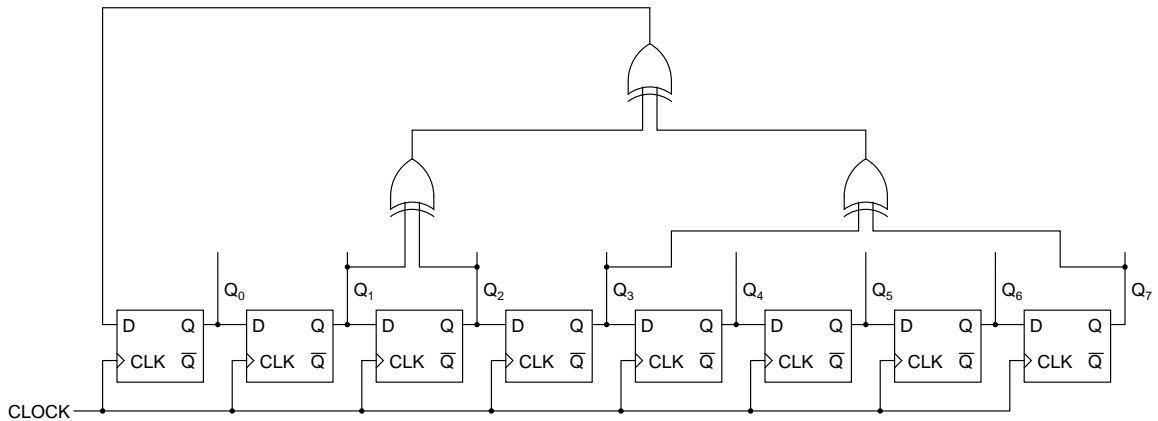 Q0 Q1 Q2 Q3 Q4 Q5 Q6 Q7
D Q D Q D Q D Q D Q D Q D Q D Q
CLK Q̅ CLK Q̅ CLK Q̅ CLK Q̅ CLK Q̅ CLK Q̅ CLK Q̅ CLK Q̅
CLOCK